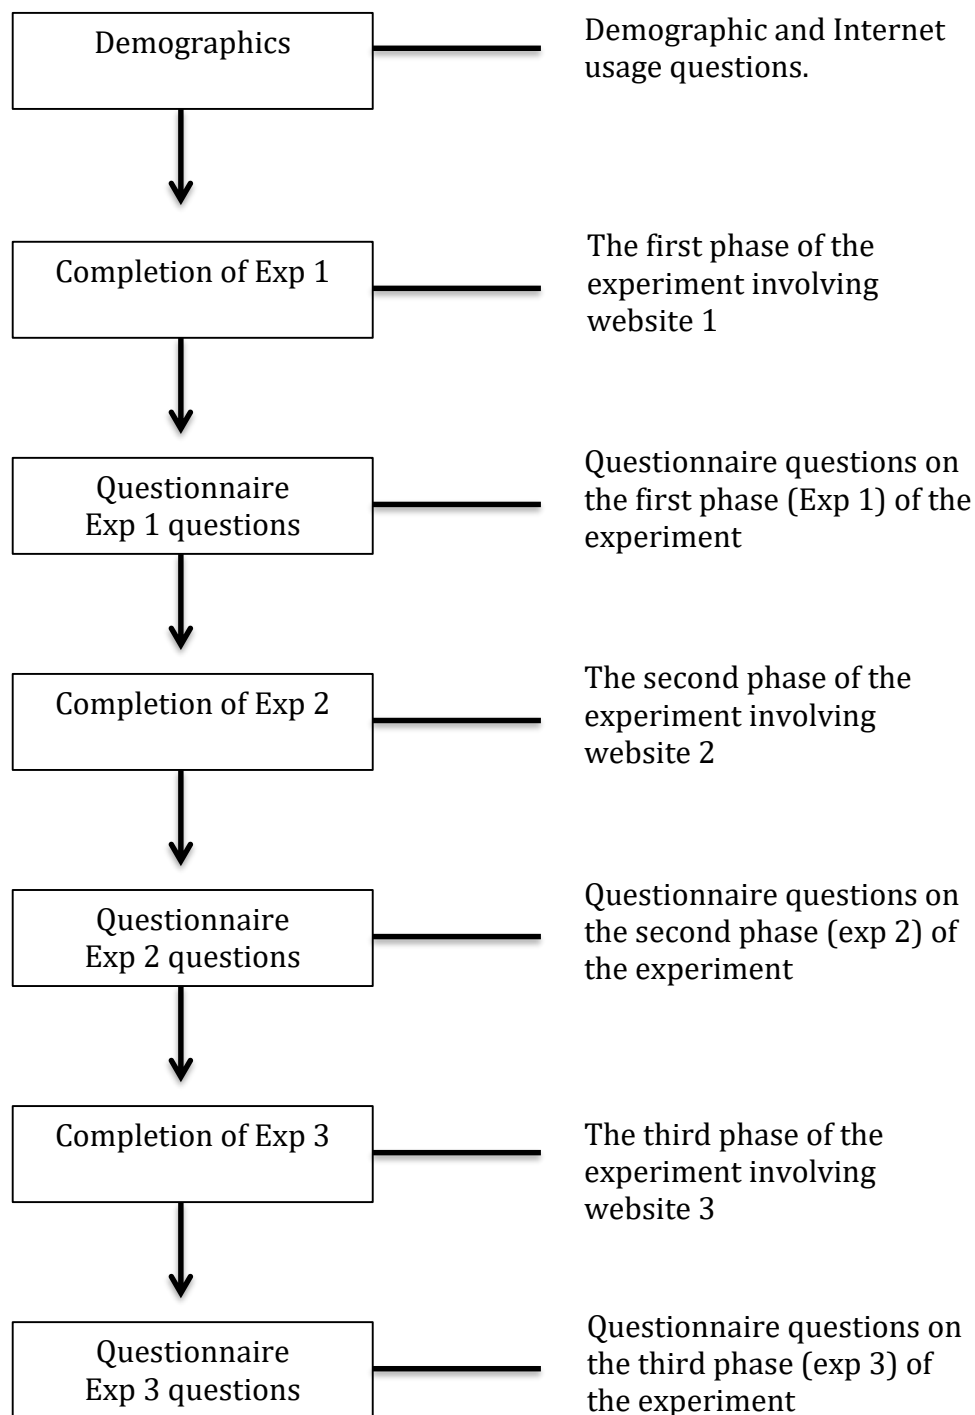 Demographics
Demographic and Internet
usage questions.
Completion of Exp 1
The first phase of the
experiment involving
website 1
Questionnaire
Exp 1 questions
Questionnaire questions on
the first phase (Exp 1) of the
experiment
Completion of Exp 2
The second phase of the
experiment involving
website 2
Questionnaire
Exp 2 questions
Questionnaire questions on
the second phase (exp 2) of
the experiment
Completion of Exp 3
The third phase of the
experiment involving
website 3
Questionnaire
Exp 3 questions
Questionnaire questions on
the third phase (exp 3) of
the experiment